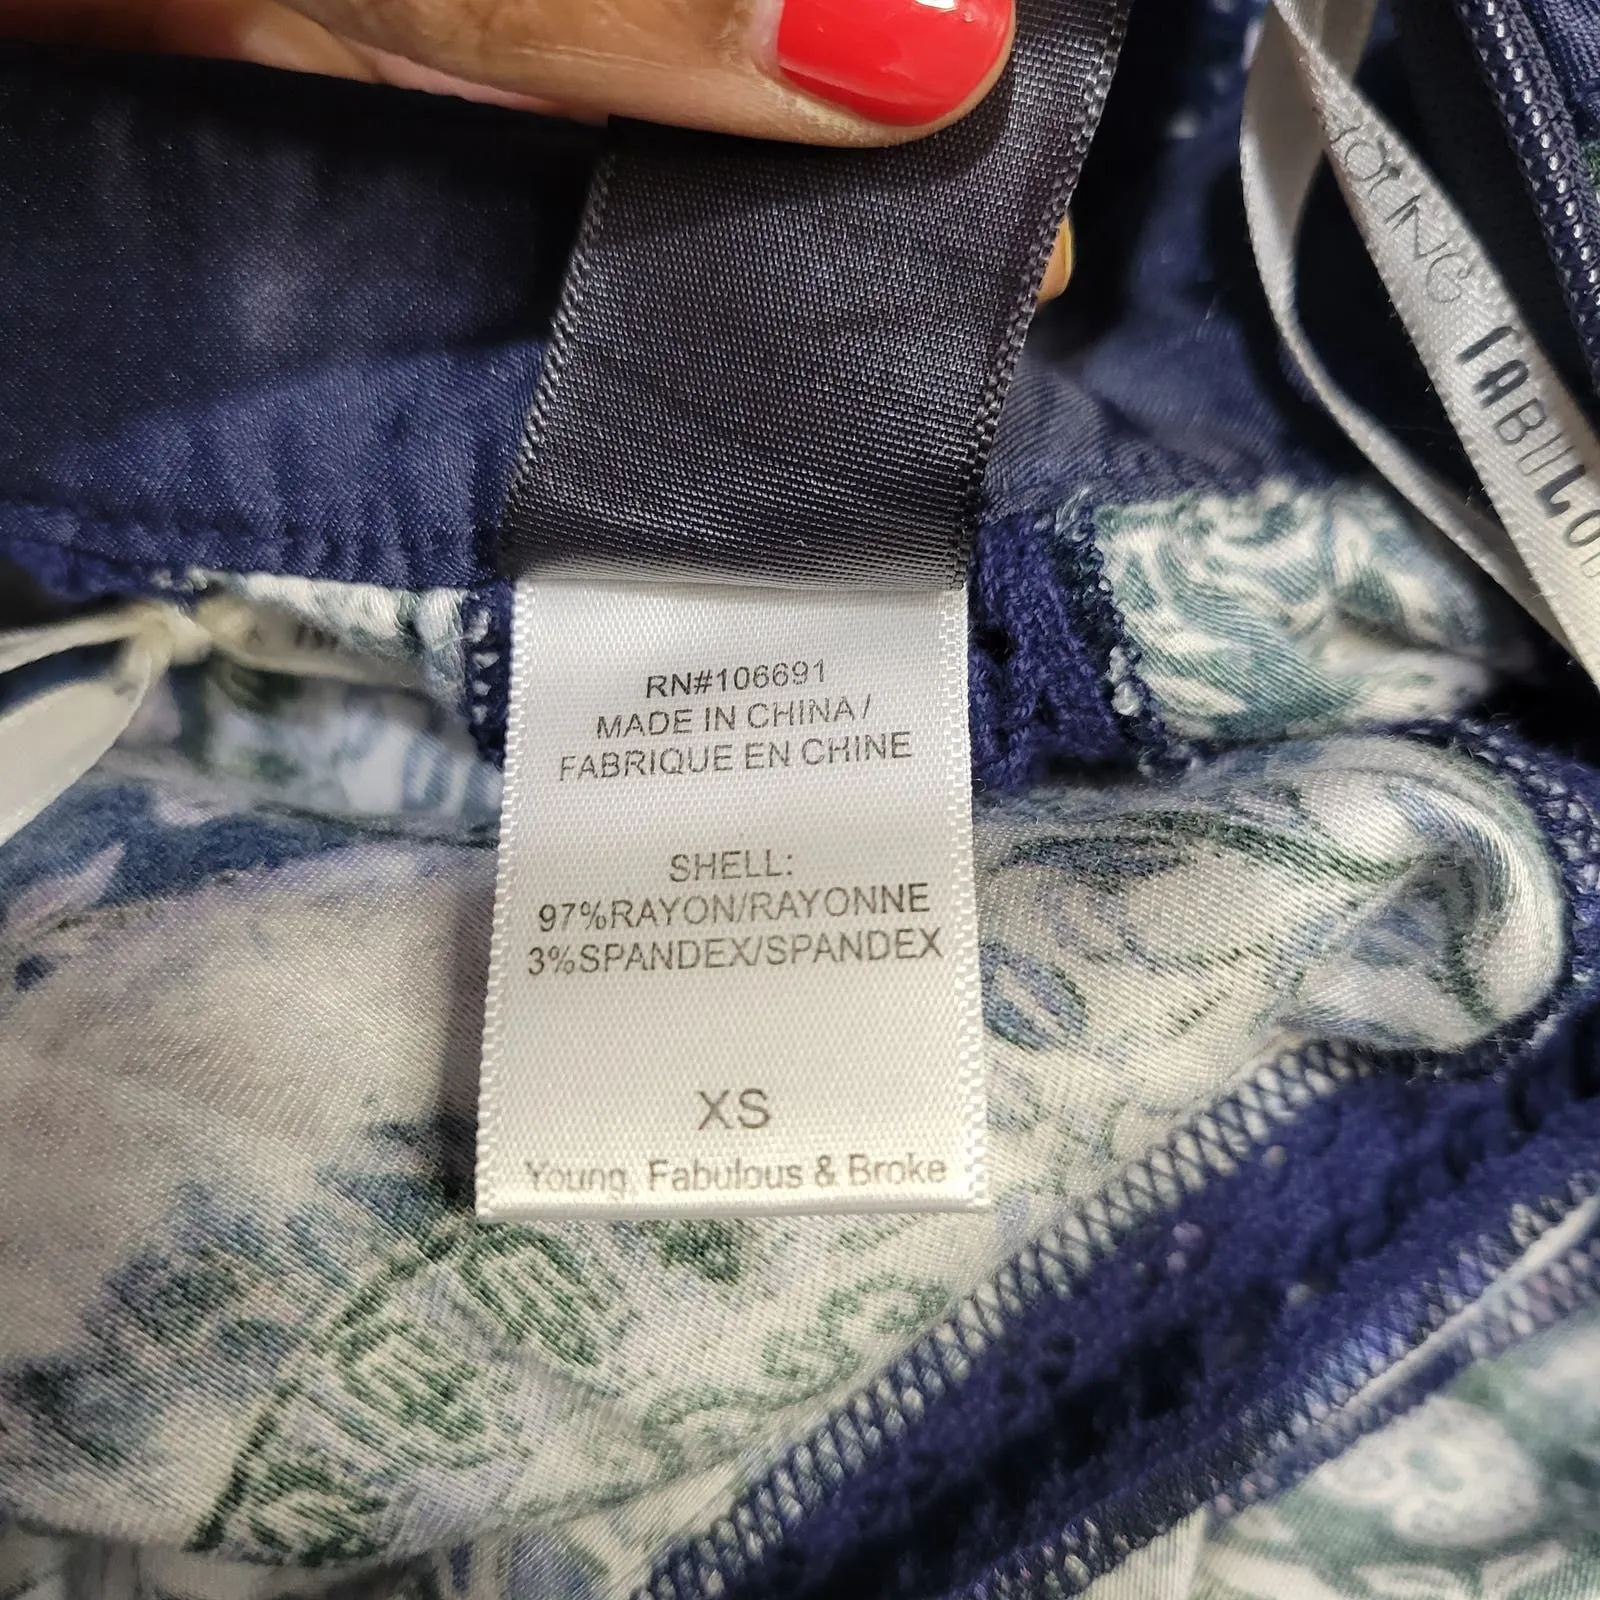 RN#106691
MADE IN CHINA/
FABRIQUE EN CHINE
SHELL:
97%RAYON/RAYONNE
3%SPANDEX/SPANDEX
XS
Young, Fabulous & Broke